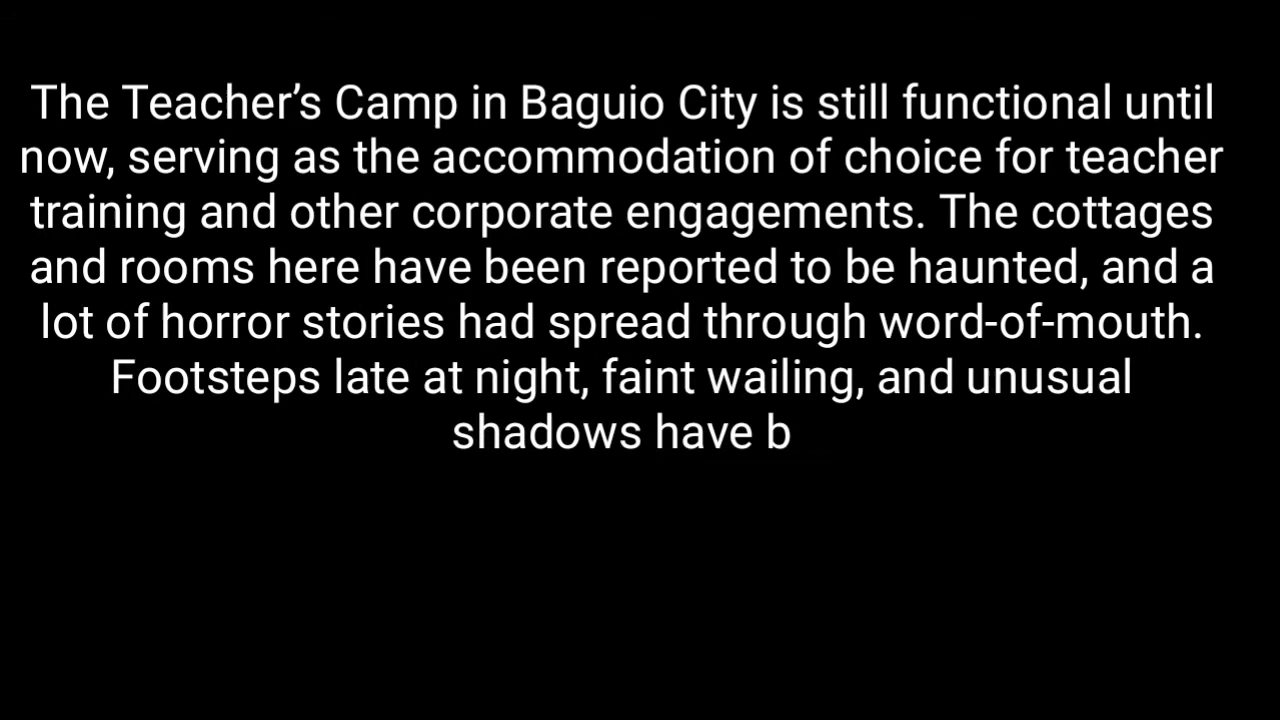 The Teacher’s Camp in Baguio City is still functional until
now, serving as the accommodation of choice for teacher
training and other corporate engagements. The cottages
and rooms here have been reported to be haunted, and a
lot of horror stories had spread through word-of-mouth.
Footsteps late at night, faint wailing, and unusual
shadows have b